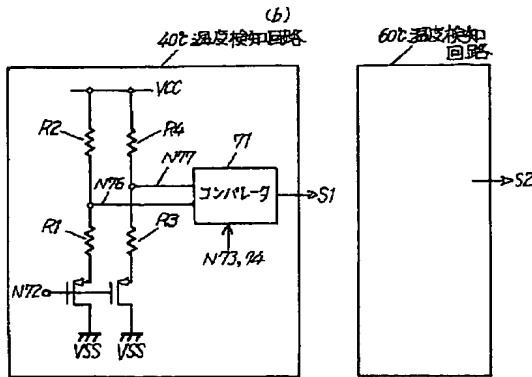 (b)
40℃温度検知回路
60℃温度検知
回路
VCC
R2
R4
71
N77
N76
コンパレータ
S1
S2
R1
R3
N73,74
N72
VSS
VSS